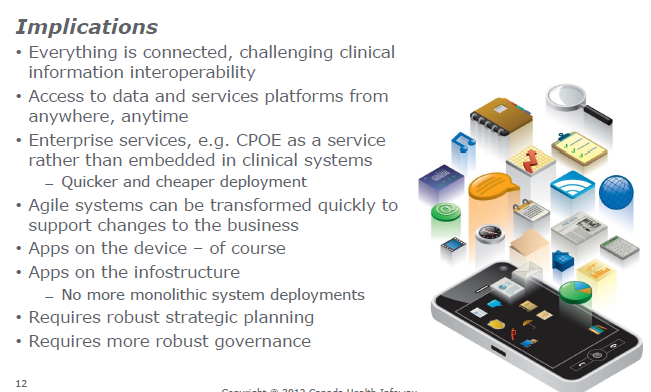 Implications
• Everything is connected, challenging clinical
information interoperability
• Access to data and services platforms from
anywhere, anytime
• Enterprise services, e.g. CPOE as a service
rather than embedded in clinical systems
– Quicker and cheaper deployment
• Agile systems can be transformed quickly to
support changes to the business
• Apps on the device – of course
• Apps on the infostructure
– No more monolithic system deployments
• Requires robust strategic planning
• Requires more robust governance
12
Copyright © 2012 Canada Health Infoway